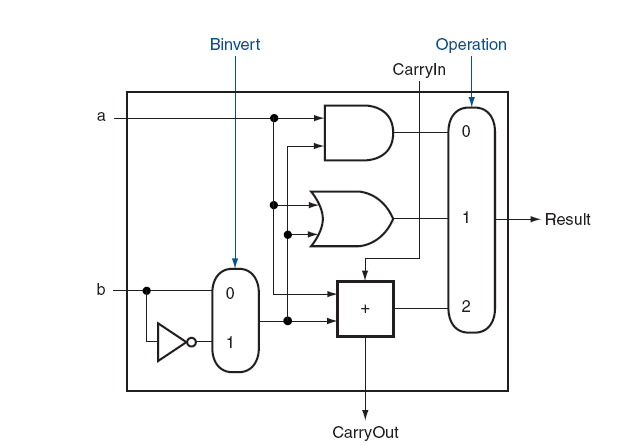 Binvert
Operation
CarryIn
a
0
1
Result
b
0
+
2
1
CarryOut